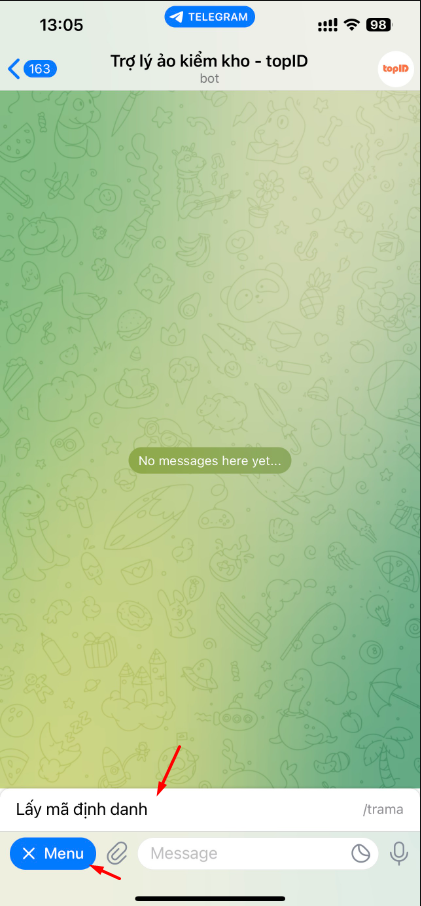 13:05
TELEGRAM
98
163
Trợ lý ảo kiểm kho - topID
bot
topID
No messages here yet...
Lấy mã định danh
/trama
Menu
Message